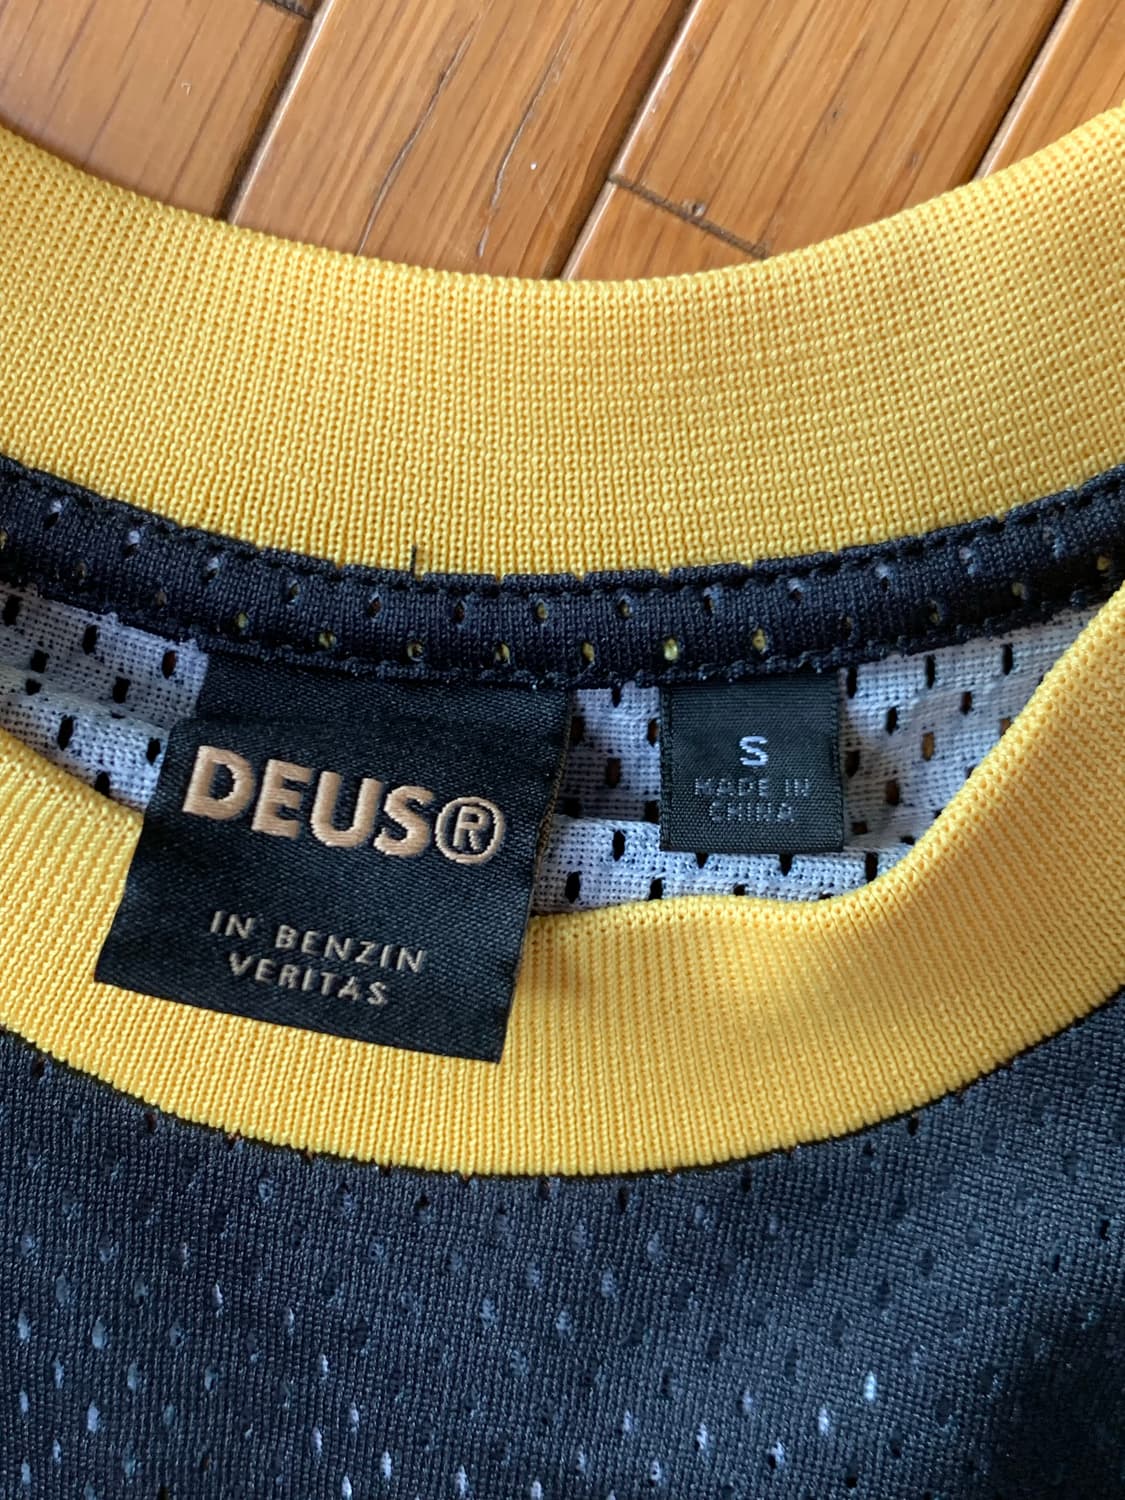 DEUS®
IN BENZIN
VERITAS
S
MADE IN
CHINA